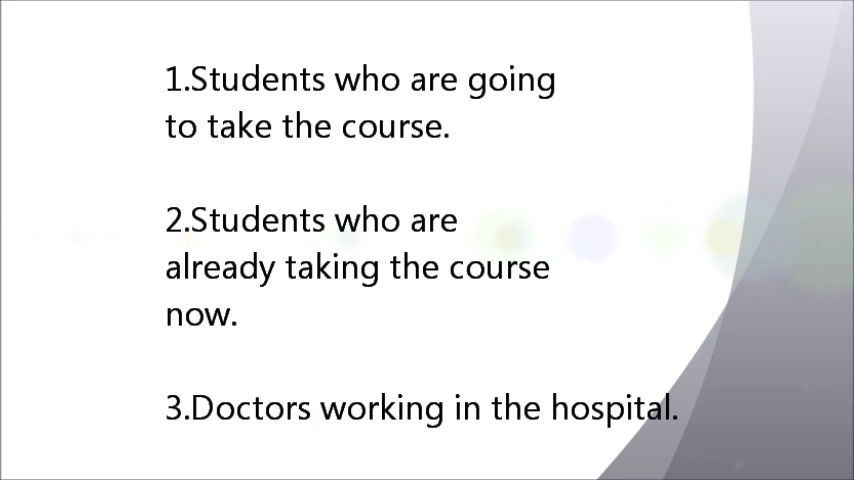 1.Students who are going
to take the course.
2.Students who are
already taking the course
now.
3.Doctors working in the hospital.